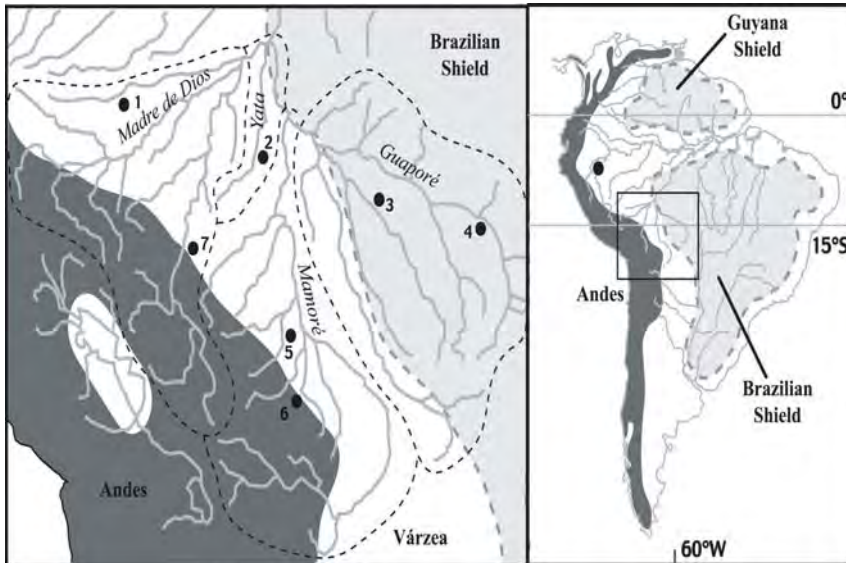 Brazilian
Shield
1
Madre de Dios
Yata
2
Guaporé
3
4
7
Mamoré
5
6
Andes
Várzea
Guyana
Shield
0°
15°S
Andes
Brazilian
Shield
60°W